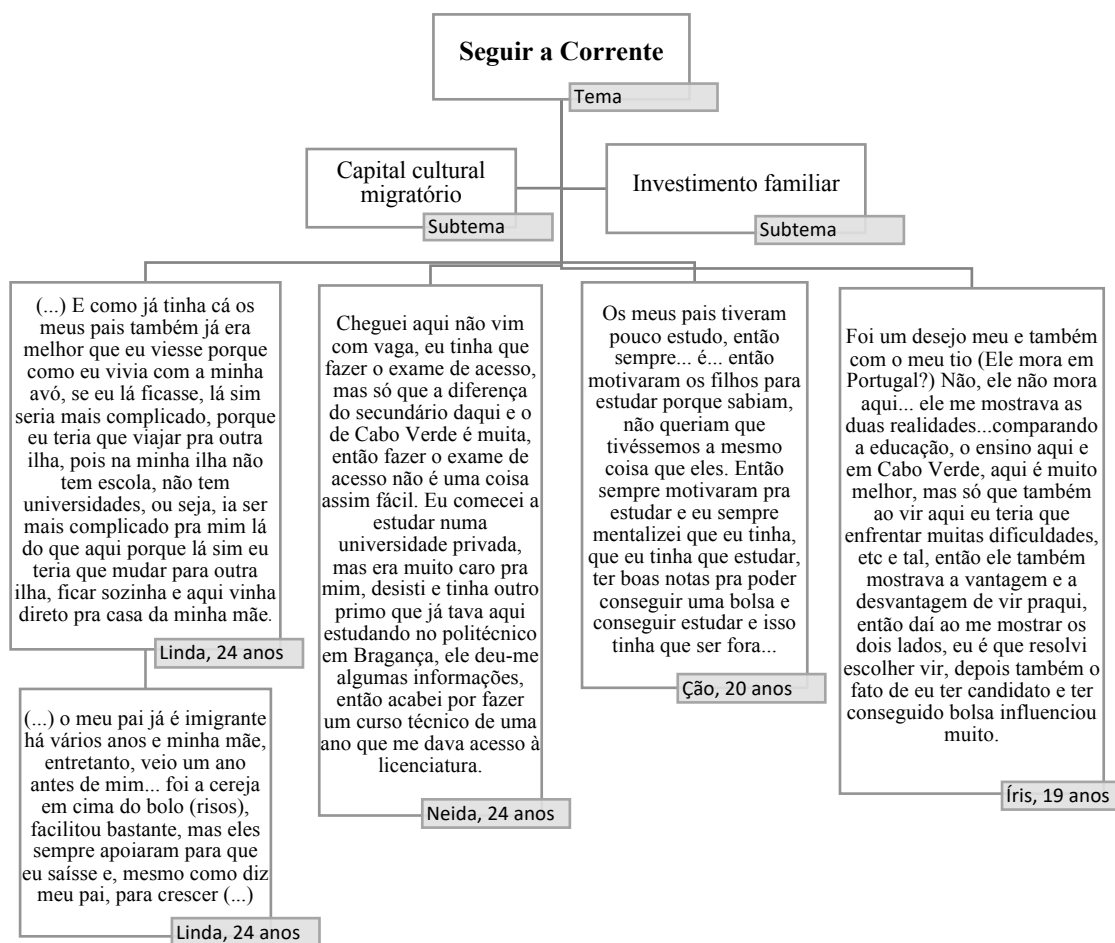 Seguir a Corrente
Tema
Capital cultural
migratório
Subtema
Investimento familiar
Subtema
(...) E como já tinha cá os
meus pais também já era
melhor que eu viesse porque
como eu vivia com a minha
avó, se eu lá ficasse, lá sim
seria mais complicado, porque
eu teria que viajar pra outra
ilha, pois na minha ilha não
tem escola, não tem
universidades, ou seja, ia ser
mais complicado pra mim lá
do que aqui porque lá sim eu
teria que mudar para outra
ilha, ficar sozinha e aqui vinha
direto pra casa da minha mãe.
Linda, 24 anos
(...) o meu pai já é imigrante
há vários anos e minha mãe,
entretanto, veio um ano
antes de mim... foi a cereja
em cima do bolo (risos),
facilitou bastante, mas eles
sempre apoiaram para que
eu saísse e, mesmo como diz
meu pai, para crescer (...)
Linda, 24 anos
Cheguei aqui não vim
com vaga, eu tinha que
fazer o exame de acesso,
mas só que a diferença
do secundário daqui e o
de Cabo Verde é muita,
então fazer o exame de
acesso não é uma coisa
assim fácil. Eu comecei a
estudar numa
universidade privada,
mas era muito caro pra
mim, desisti e tinha outro
primo que já tava aqui
estudando no politécnico
em Bragança, ele deu-me
algumas informações,
então acabei por fazer
um curso técnico de uma
ano que me dava acesso à
licenciatura.
Neida, 24 anos
Os meus pais tiveram
pouco estudo, então
sempre... é... então
motivaram os filhos para
estudar porque sabiam,
não queriam que
tivéssemos a mesmo
coisa que eles. Então
sempre motivaram pra
estudar e eu sempre
mentalizei que eu tinha,
que eu tinha que estudar,
ter boas notas pra poder
conseguir uma bolsa e
conseguir estudar e isso
tinha que ser fora...
Ção, 20 anos
Foi um desejo meu e também
com o meu tio (Ele mora em
Portugal?) Não, ele não mora
aqui... ele me mostrava as
duas realidades...comparando
a educação, o ensino aqui e
em Cabo Verde, aqui é muito
melhor, mas só que também
ao vir aqui eu teria que
enfrentar muitas dificuldades,
etc e tal, então ele também
mostrava a vantagem e a
desvantagem de vir praqui,
então daí ao me mostrar os
dois lados, eu é que resolvi
escolher vir, depois também o
fato de eu ter candidato e ter
conseguido bolsa influenciou
muito.
Íris, 19 anos